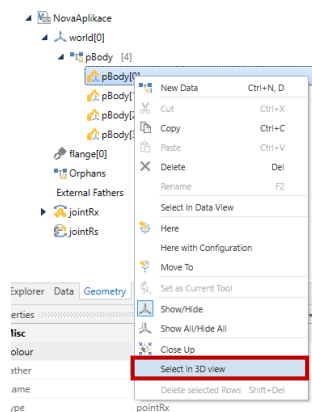 NovaAplikace
world[0]
pBody [4]
pBody[0]
pBody[
pBody[2
pBody[3
flange[0]
Orphans
External Fathers
jointRx
jointRs
New Data Ctrl+N, D
Cut Ctrl+X
Copy Ctrl+C
Paste Ctrl+V
Delete Del
Rename F2
Select In Data View
Here
Here with Configuration
Move To
Set as Current Tool
Show/Hide
Show All/Hide All
Close Up
Select in 3D view
Delete selected Rows Shift+Del
Explorer Data Geometry
erties
Misc
olour
ather
ame
ype pointRx